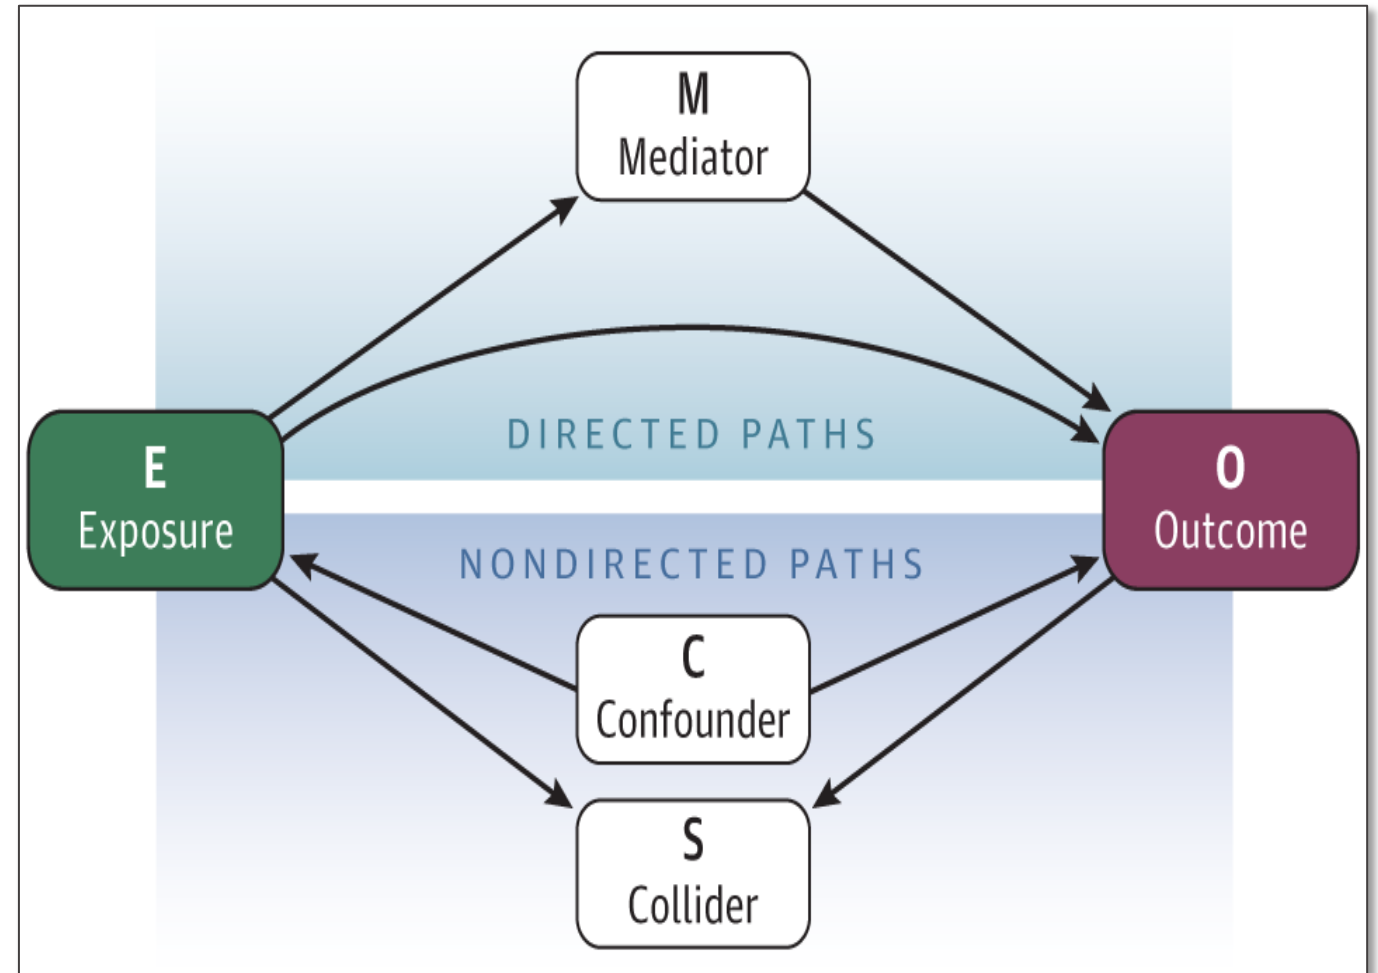 M
Mediator
DIRECTED PATHS
E
Exposure
O
Outcome
NONDIRECTED PATHS
C
Confounder
S
Collider